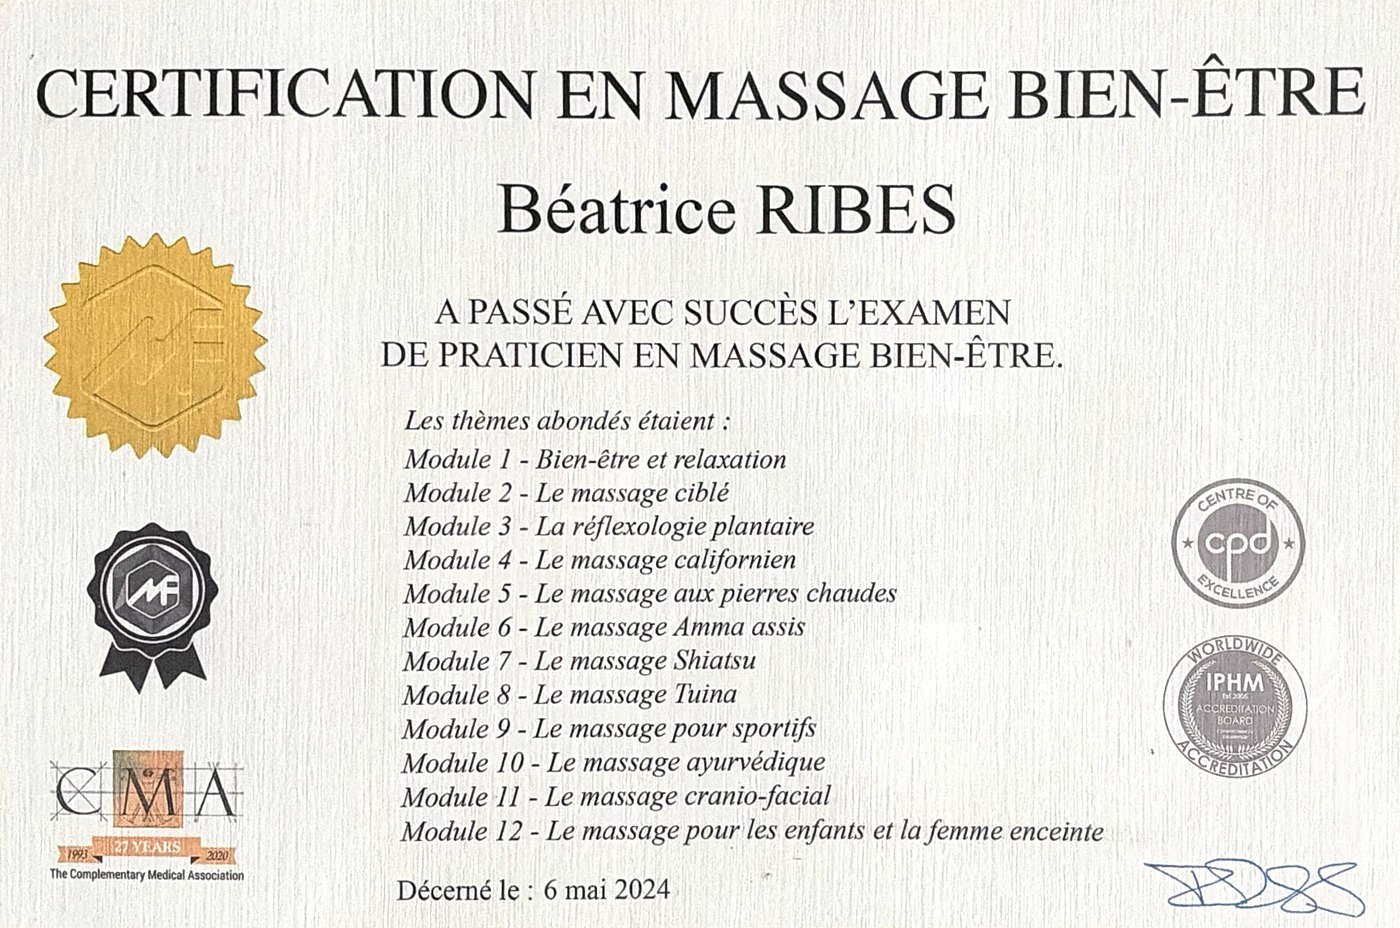 CERTIFICATION EN MASSAGE BIEN-ÊTRE
Béatrice RIBES
A PASSÉ AVEC SUCCÈS L'EXAMEN
DE PRATICIEN EN MASSAGE BIEN-ÊTRE.
Les thèmes abondés étaient :
Module 1 - Bien-être et relaxation
Module 2 - Le massage ciblé
Module 3 - La réflexologie plantaire
Module 4 - Le massage californien
Module 5 - Le massage aux pierres chaudes
Module 6 - Le massage Amma assis
Module 7 - Le massage Shiatsu
Module 8 - Le massage Tuina
Module 9 - Le massage pour sportifs
Module 10 - Le massage ayurvédique
Module 11 - Le massage cranio-facial
Module 12 - Le massage pour les enfants et la femme enceinte
Décerné le : 6 mai 2024
MF
MF
CMA
1993 27 YEARS 2020
The Complementary Medical Association
CENTRE OF
cpd
EXCELLENCE
WORLDWIDE
IPHM
Est 2005
ACCREDITATION
BOARD
ACCREDITATION